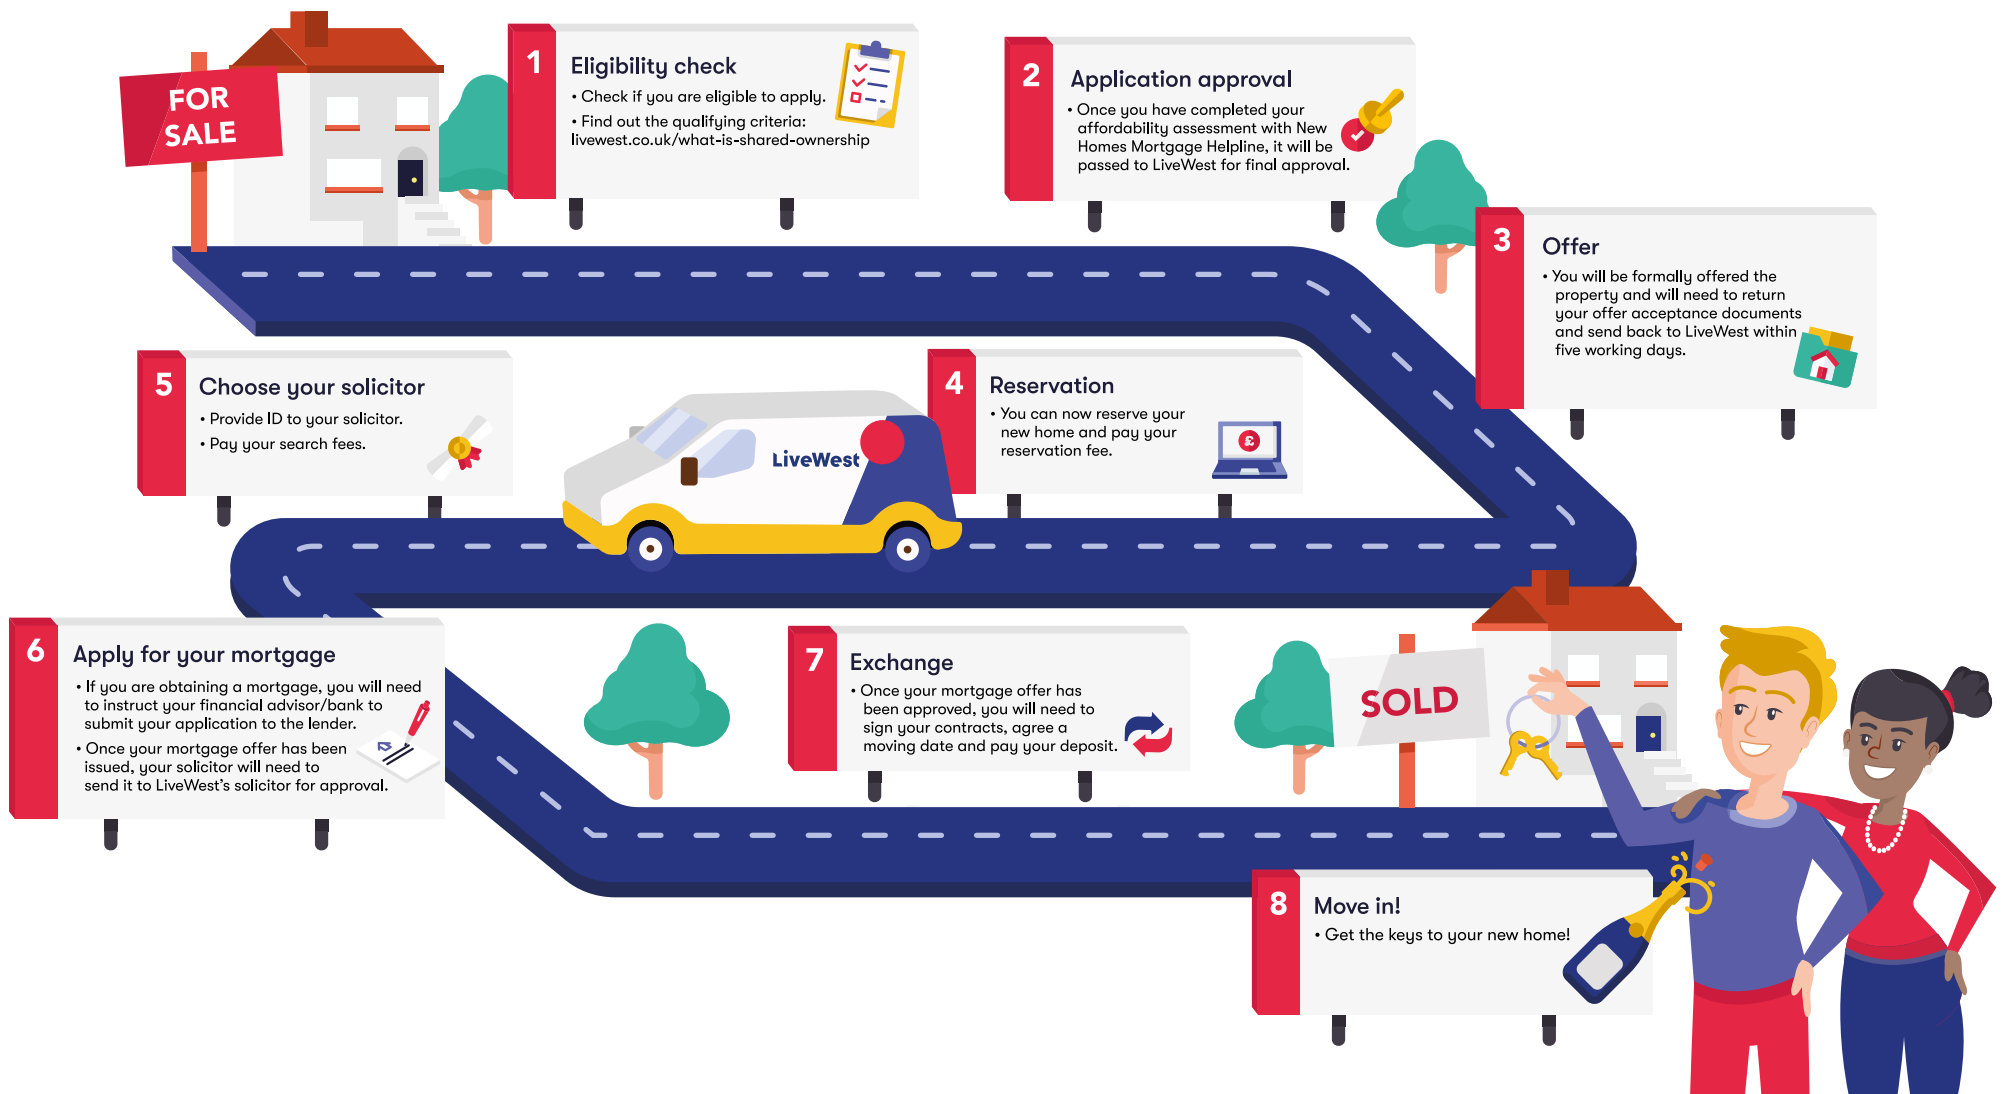 FOR
SALE
1
Eligibility check
• Check if you are eligible to apply.
• Find out the qualifying criteria:
livewest.co.uk/what-is-shared-ownership
2
Application approval
• Once you have completed your
affordability assessment with New
Homes Mortgage Helpline, it will be
passed to LiveWest for final approval.
3
Offer
• You will be formally offered the
property and will need to return
your offer acceptance documents
and send back to LiveWest within
five working days.
4
Reservation
• You can now reserve your
new home and pay your
reservation fee.
£
LiveWest
5
Choose your solicitor
• Provide ID to your solicitor.
• Pay your search fees.
6
Apply for your mortgage
• If you are obtaining a mortgage, you will need
to instruct your financial advisor/bank to
submit your application to the lender.
• Once your mortgage offer has been
issued, your solicitor will need to
send it to LiveWest's solicitor for approval.
7
Exchange
• Once your mortgage offer has
been approved, you will need to
sign your contracts, agree a
moving date and pay your deposit.
SOLD
8
Move in!
• Get the keys to your new home!